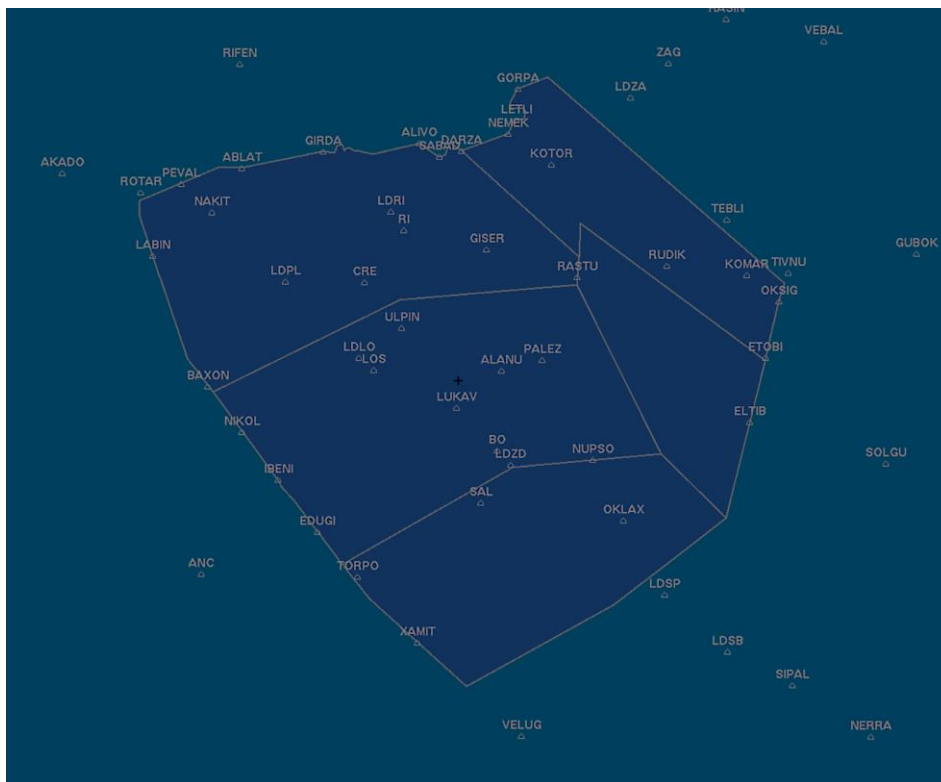 RASIN
VEBAL
RIFEN
ZAG
GORPA
LDZA
LETLI
NEMEK
ALIVO
DARZA
GIRDA
SABAD
ABLAT
KOTOR
AKADO
PEVAL
ROTAR
NAKIT
LDRI
RI
TEBLI
LABIN
GISER
GUBOK
RUDIK
LDPL
CRE
RASTU
KOMAR
TIVNU
OKSIG
ULPIN
LDLO
LOS
ALANU
PALEZ
ETOBI
BAXON
LUKAV
NIKOL
ELTIB
BO
LDZD
NUPSO
SOLGU
IBENI
SAL
EDUGI
OKLAX
ANC
TORPO
LDSP
XAMIT
LDSB
SIPAL
VELUG
NERRA